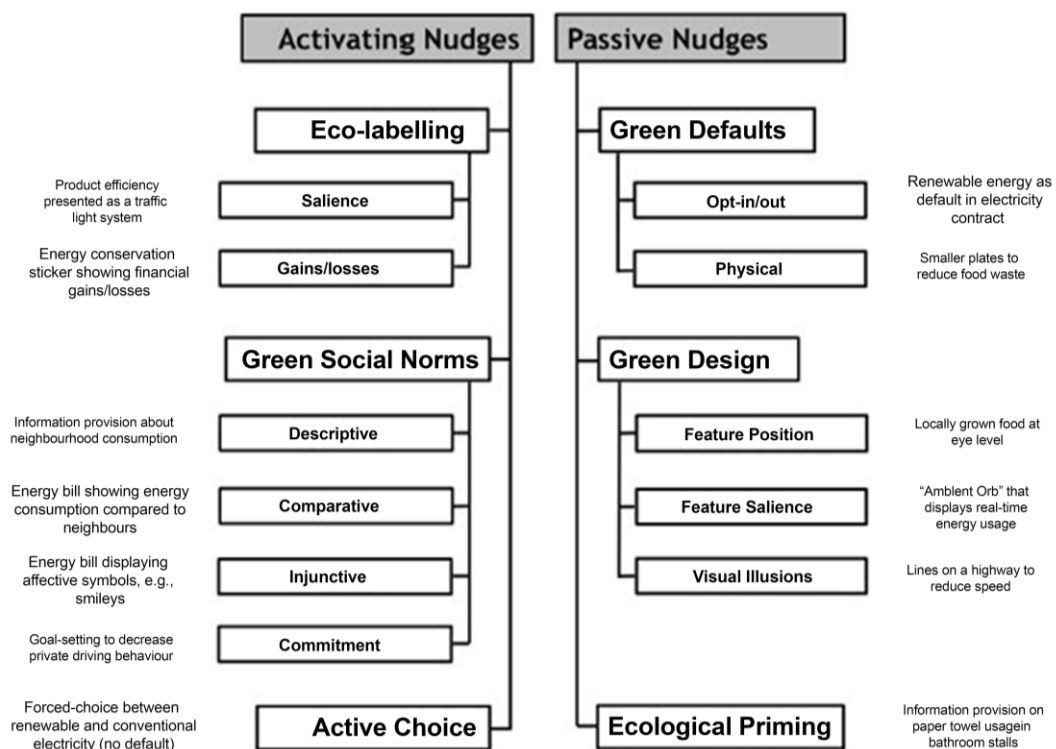 Activating Nudges
Passive Nudges
Eco-labelling
Green Defaults
Product efficiency
presented as a traffic
light system
Salience
Opt-in/out
Renewable energy as
default in electricity
contract
Energy conservation
sticker showing financial
gains/losses
Gains/losses
Physical
Smaller plates to
reduce food waste
Green Social Norms
Green Design
Information provision about
neighbourhood consumption
Descriptive
Feature Position
Locally grown food at
eye level
Energy bill showing energy
consumption compared to
neighbours
Comparative
Feature Salience
“Amblent Orb” that
displays real-time
energy usage
Energy bill displaying
affective symbols, e.g.,
smileys
Injunctive
Visual Illusions
Lines on a highway to
reduce speed
Goal-setting to decrease
private driving behaviour
Commitment
Forced-choice between
renewable and conventional
electricity (no default)
Active Choice
Ecological Priming
Information provision on
paper towel usagein
bathroom stalls